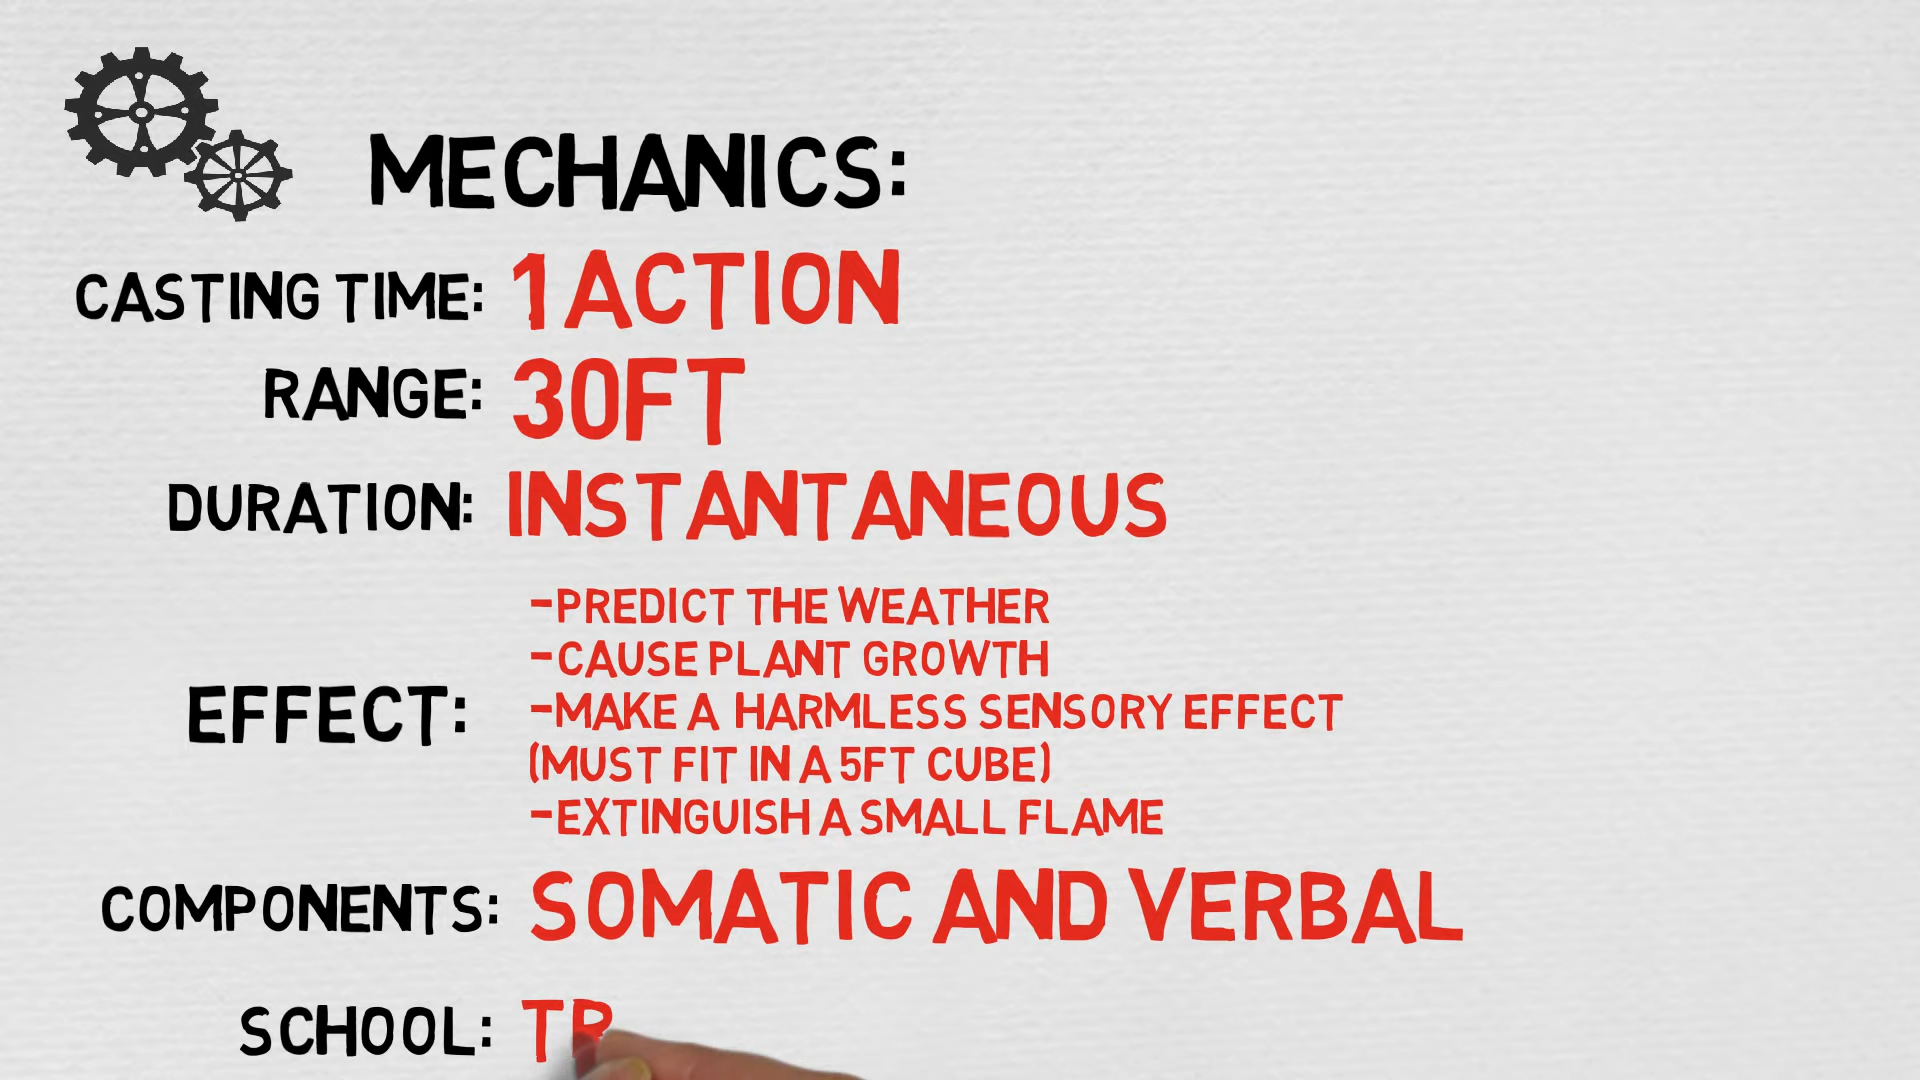 MECHANICS:
CASTING TIME: 1 ACTION
RANGE: 30FT
DURATION: INSTANTANEOUS
EFFECT:
-PREDICT THE WEATHER
-CAUSE PLANT GROWTH
-MAKE A HARMLESS SENSORY EFFECT
(MUST FIT IN A 5FT CUBE)
-EXTINGUISH A SMALL FLAME
COMPONENTS: SOMATIC AND VERBAL
SCHOOL: TR